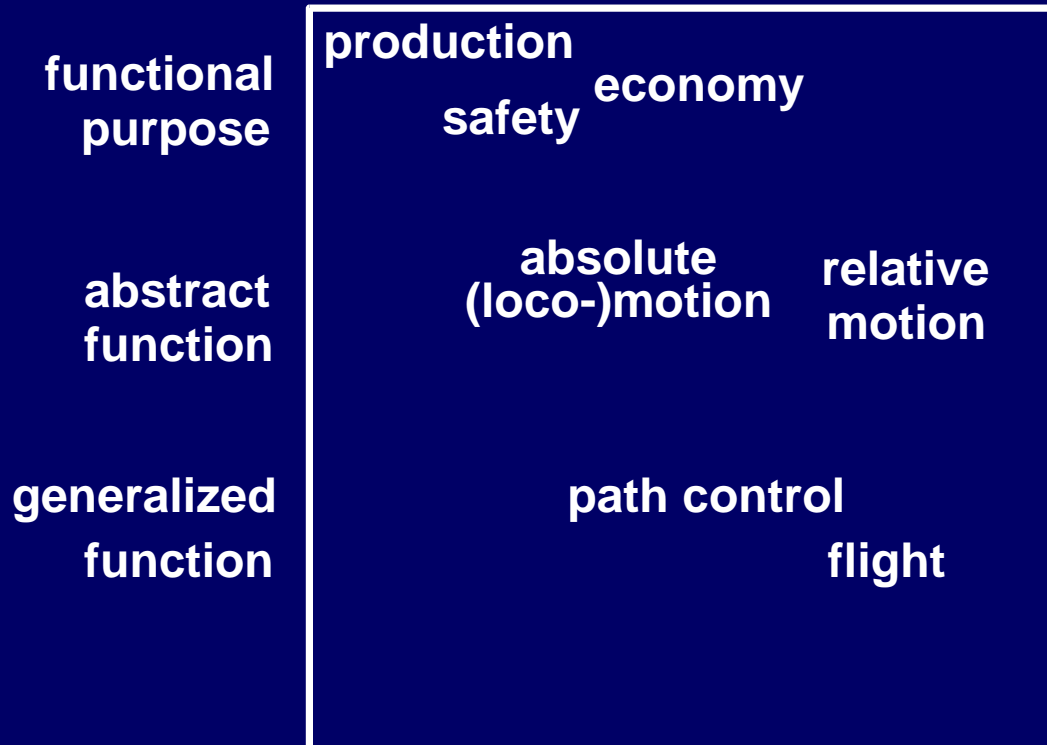 functional
purpose
production
economy
safety
abstract
function
absolute
(loco-)motion
relative
motion
generalized
function
path control
flight